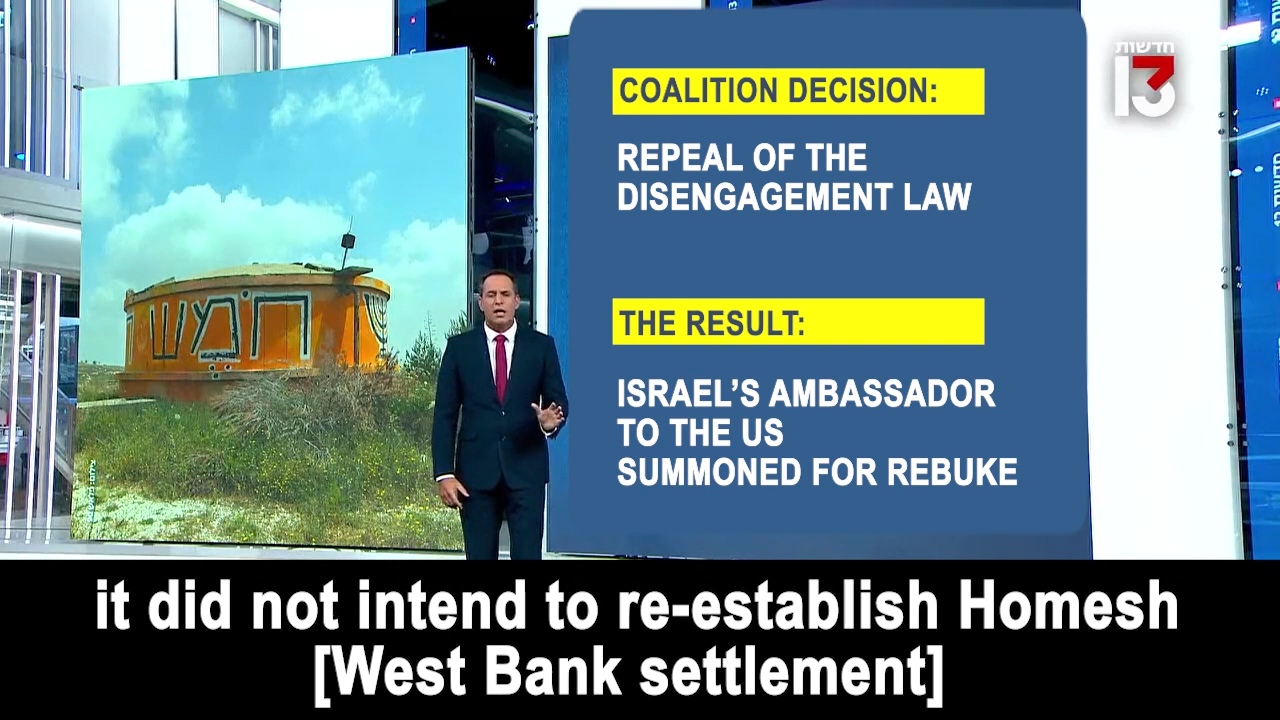 חדשות
13
COALITION DECISION:
REPEAL OF THE
DISENGAGEMENT LAW
חומש
THE RESULT:
ISRAEL’S AMBASSADOR
TO THE US
SUMMONED FOR REBUKE
it did not intend to re-establish Homesh
[West Bank settlement]